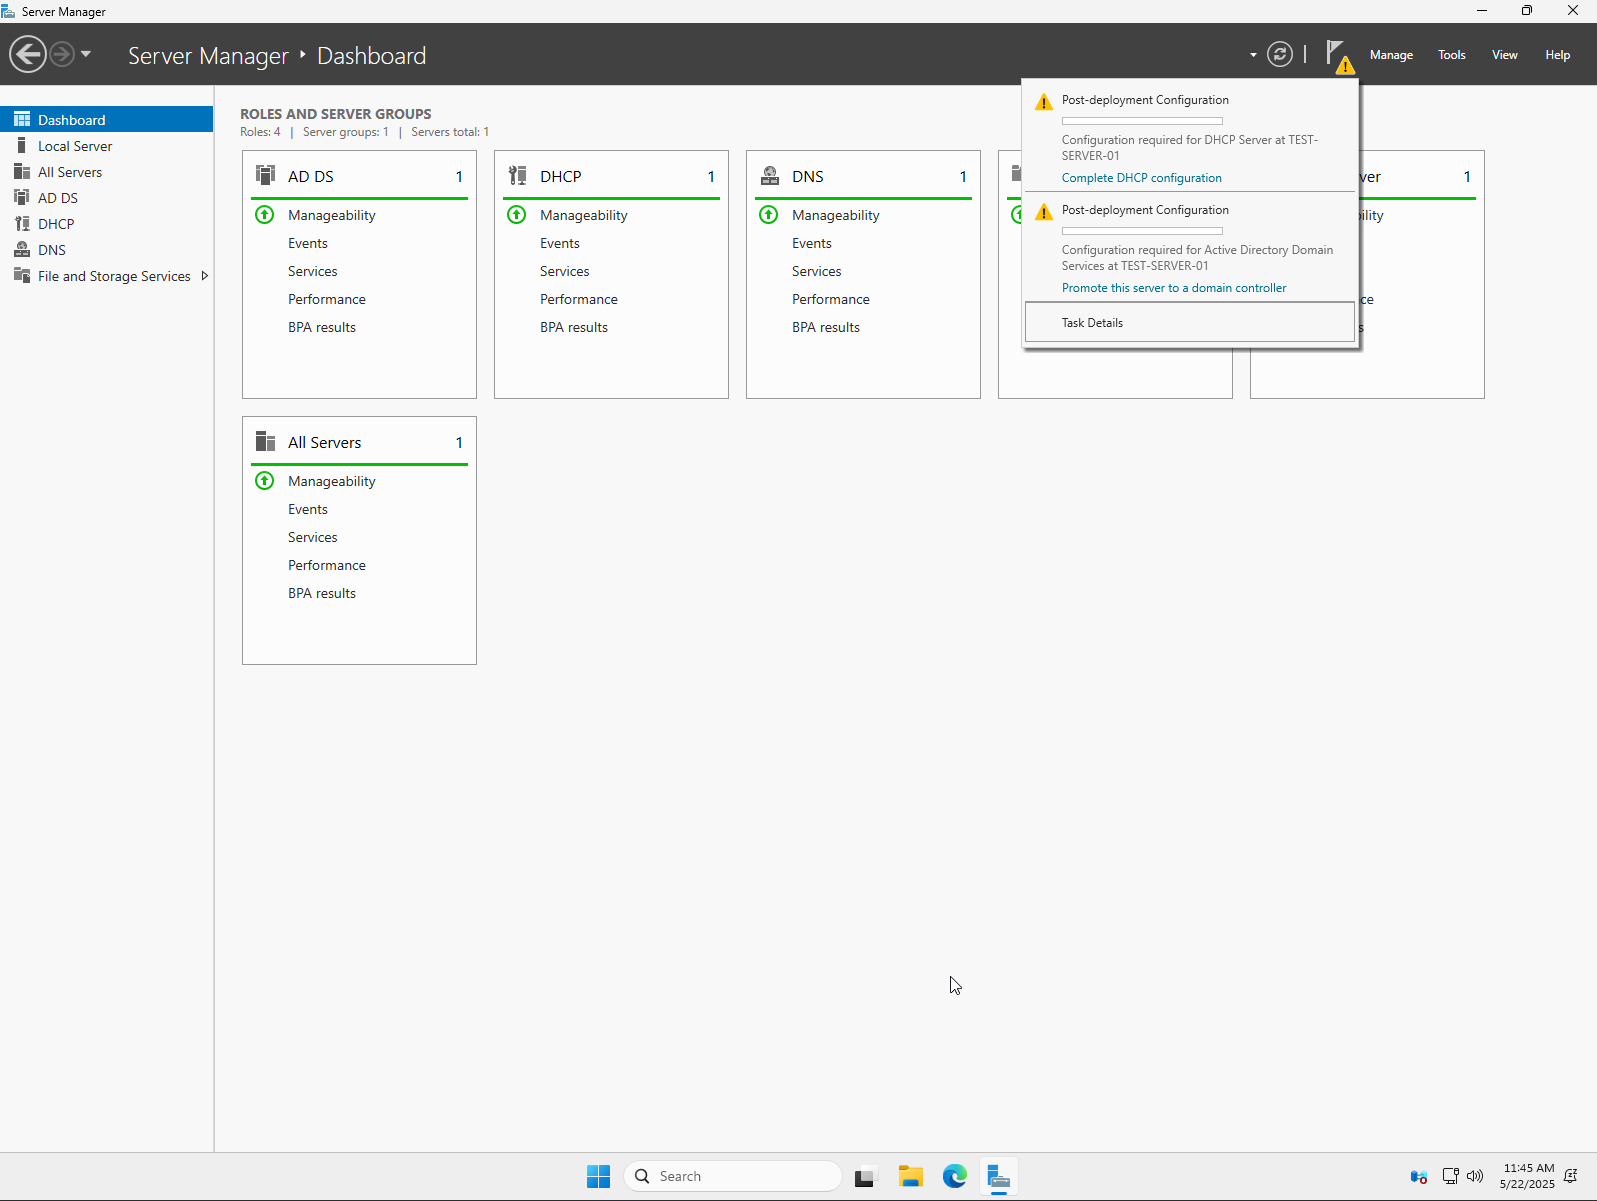 Server Manager
Server Manager ‣ Dashboard
Manage
Tools
View
Help
Dashboard
Local Server
All Servers
AD DS
DHCP
DNS
File and Storage Services
ROLES AND SERVER GROUPS
Roles: 4 | Server groups: 1 | Servers total: 1
AD DS 1
Manageability
Events
Services
Performance
BPA results
DHCP 1
Manageability
Events
Services
Performance
BPA results
DNS 1
Manageability
Events
Services
Performance
BPA results
1
Post-deployment Configuration
Configuration required for DHCP Server at TEST-
SERVER-01
Complete DHCP configuration
Post-deployment Configuration
Configuration required for Active Directory Domain
Services at TEST-SERVER-01
Promote this server to a domain controller
Task Details
All Servers 1
Manageability
Events
Services
Performance
BPA results
Search
11:45 AM
5/22/2025